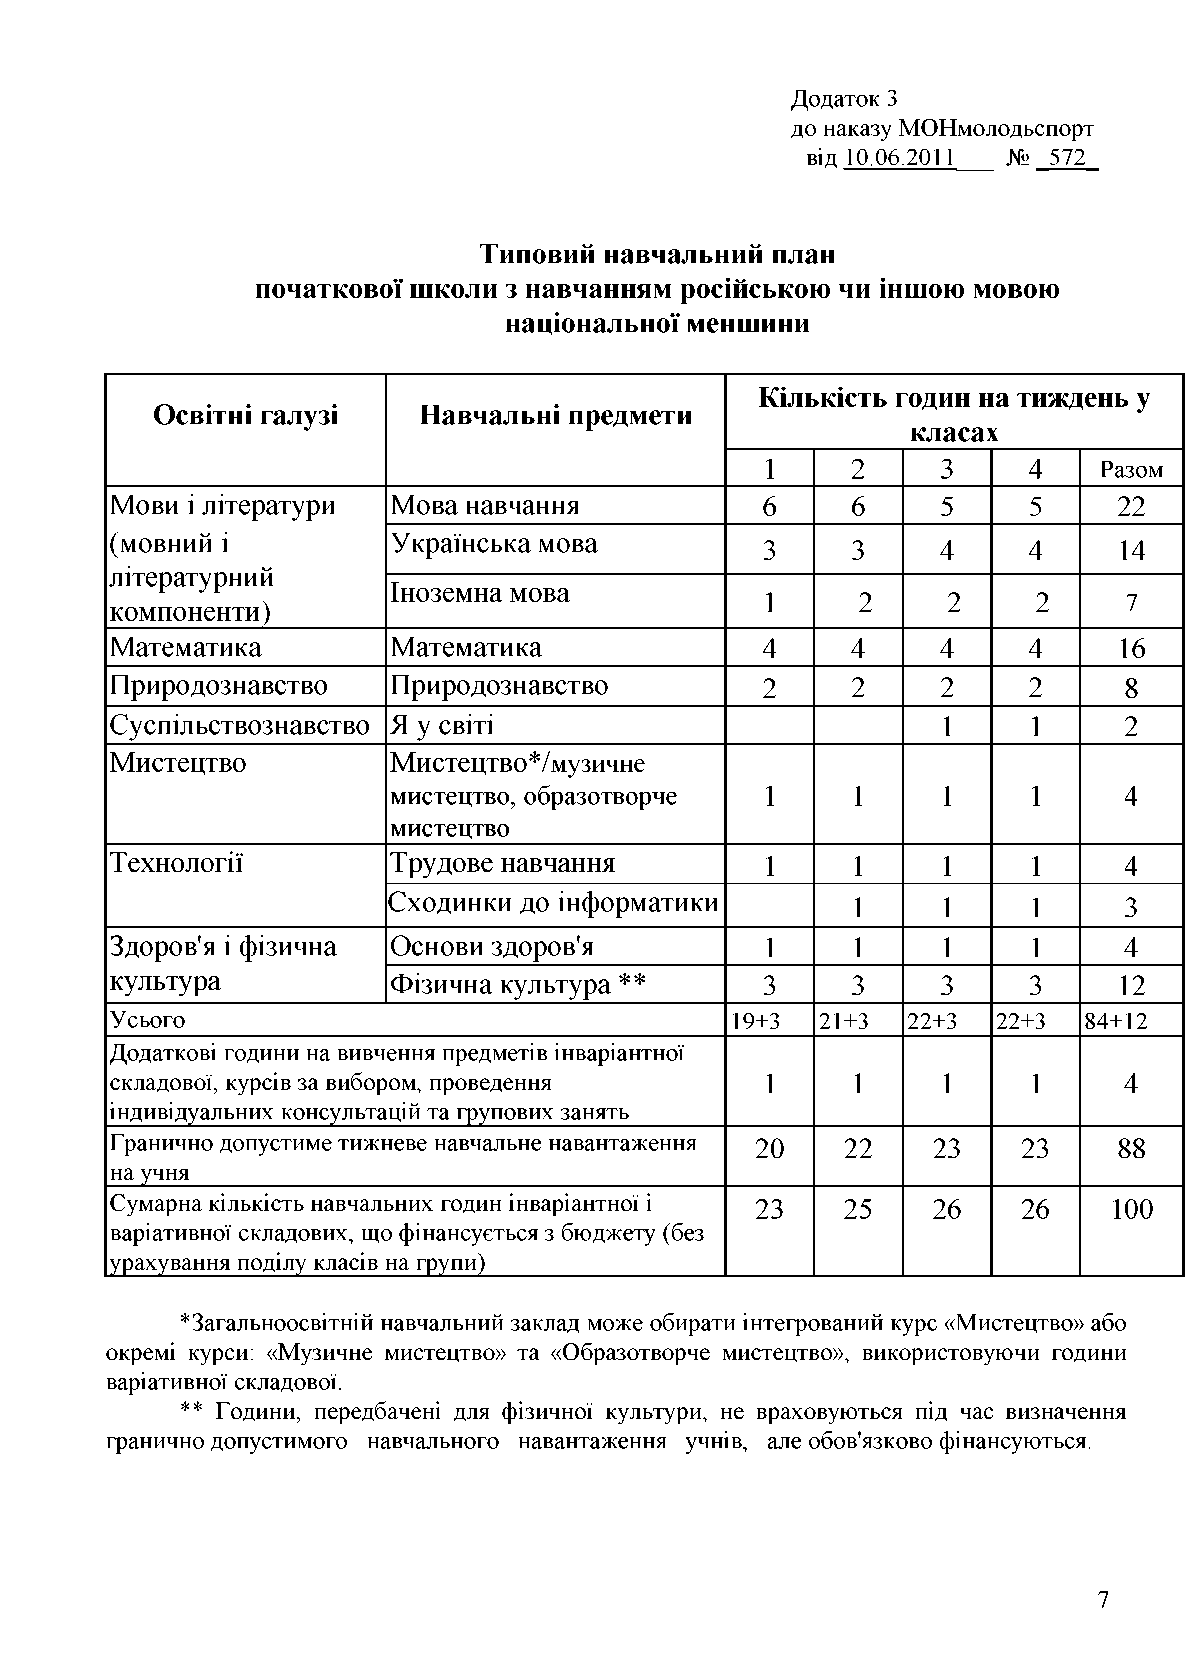 Додаток 3
до наказу МОНмолодьспорт
від 10.06.2011___ № _572_
Типовий навчальний план
початкової школи з навчанням російською чи іншою мовою
національної меншини
Освітні галузі Навчальні предмети Кількість годин на тиждень у
класах
1 2 3 4 Разом
Мови і літератури Мова навчання 6 6 5 5 22
(мовний і Українська мова 3 3 4 4 14
літературний
компоненти) Іноземна мова 1 2 2 2 7
Математика Математика 4 4 4 4 16
Природознавство Природознавство 2 2 2 2 8
Суспільствознавство Я у світі 1 1 2
Мистецтво Мистецтво*/музичне
мистецтво, образотворче 1 1 1 1 4
мистецтво
Технології Трудове навчання 1 1 1 1 4
Сходинки до інформатики 1 1 1 3
Здоров'я і фізична Основи здоров'я 1 1 1 1 4
культура Фізична культура ** 3 3 3 3 12
Усього 19+3 21+3 22+3 22+3 84+12
Додаткові години на вивчення предметів інваріантної
складової, курсів за вибором, проведення 1 1 1 1 4
індивідуальних консультацій та групових занять
Гранично допустиме тижневе навчальне навантаження 20 22 23 23 88
на учня
Сумарна кількість навчальних годин інваріантної і 23 25 26 26 100
варіативної складових, що фінансується з бюджету (без
урахування поділу класів на групи)
*Загальноосвітній навчальний заклад може обирати інтегрований курс «Мистецтво» або
окремі курси: «Музичне мистецтво» та «Образотворче мистецтво», використовуючи години
варіативної складової.
** Години, передбачені для фізичної культури, не враховуються під час визначення
гранично допустимого навчального навантаження учнів, але обов'язково фінансуються.
7